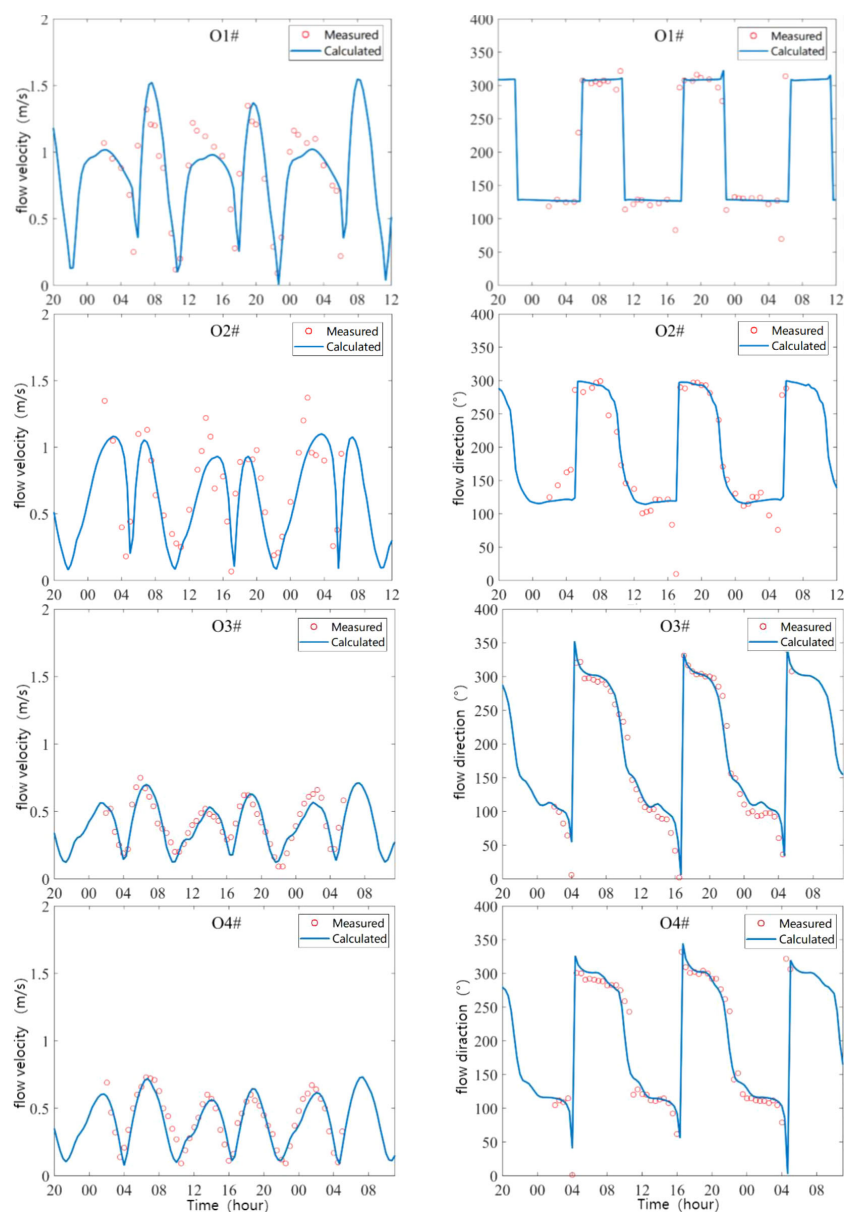 O1#
Measured
Calculated
flow velocity (m/s)
2
1.5
1
0.5
0
20 00 04 08 12 16 20 00 04 08 12
O1#
Measured
Calculated
400
350
300
250
200
150
100
50
0
20 00 04 08 12 16 20 00 04 08 12
O2#
Measured
Calculated
flow velocity (m/s)
2
1.5
1
0.5
0
20 00 04 08 12 16 20 00 04 08 12
O2#
Measured
Calculated
flow direction (°)
400
350
300
250
200
150
100
50
0
20 00 04 08 12 16 20 00 04 08 12
O3#
Measured
Calculated
flow velocity (m/s)
2
1.5
1
0.5
0
20 00 04 08 12 16 20 00 04 08
O3#
Measured
Calculated
flow direction (°)
400
350
300
250
200
150
100
50
0
20 00 04 08 12 16 20 00 04 08
O4#
Measured
Calculated
flow velocity (m/s)
2
1.5
1
0.5
0
20 00 04 08 12 16 20 00 04 08
Time (hour)
O4#
Measured
Calculated
flow diraction (°)
400
350
300
250
200
150
100
50
0
20 00 04 08 12 16 20 00 04 08
Time (hour)